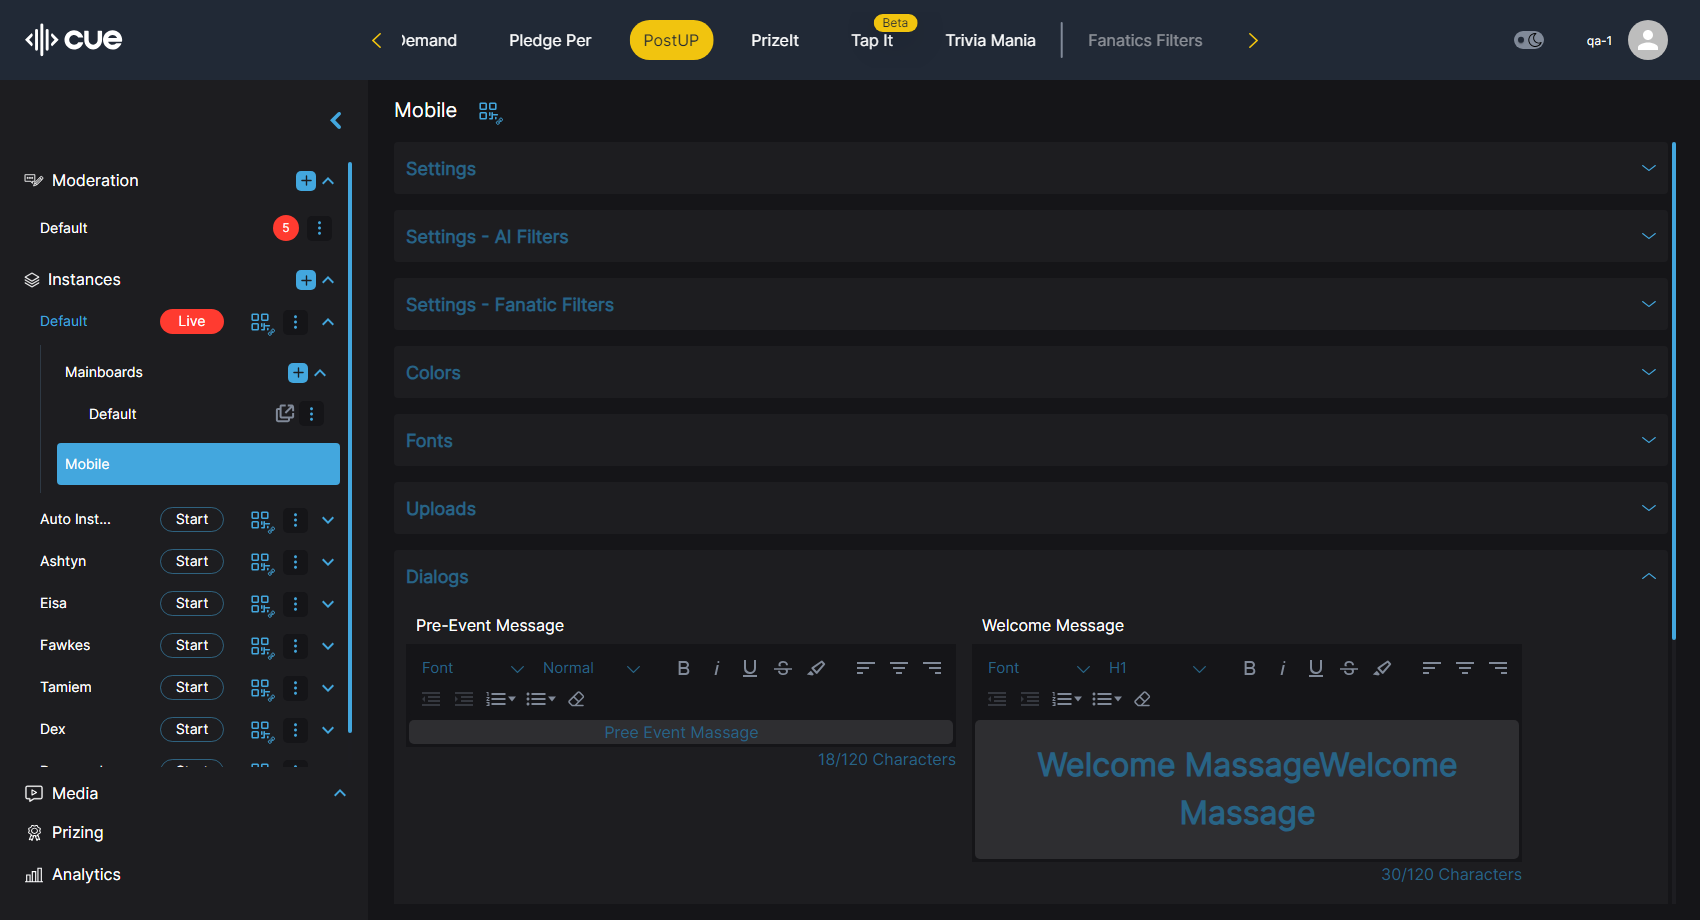 cue
Demand
Pledge Per
PostUP
PrizeIt
Beta
Tap It
Trivia Mania
Fanatics Filters
qa-1
Moderation
Default
5
Instances
Default
Live
Mainboards
Default
Mobile
Auto Inst...
Start
Ashtyn
Start
Eisa
Start
Fawkes
Start
Tamiem
Start
Dex
Start
Media
Prizing
Analytics
Mobile
Settings
Settings - AI Filters
Settings - Fanatic Filters
Colors
Fonts
Uploads
Dialogs
Pre-Event Message
Font
Normal
B
i
U
S
Pree Event Massage
18/120 Characters
Welcome Message
Font
H1
B
i
U
S
Welcome MassageWelcome
Massage
30/120 Characters